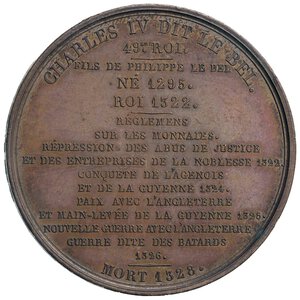 CHARLES IV DIT LE BEL.
49ME ROI.
FILS DE PHILIPPE LE BEL
NÉ 1295.
ROI 1322.
RÉGLEMENS
SUR LES MONNAIES.
RÉPRESSION DES ABUS DE JUSTICE
ET DES ENTREPRISES DE LA NOBLESSE 1322.
CONQUETE DE L'AGENOIS
ET DE LA GUYENNE 1324.
PAIX AVEC L'ANGLETERRE
ET MAIN-LEVÉE DE LA GUYENNE 1325.
NOUVELLE GUERRE AVEC L'ANGLETERRE
GUERRE DITE DES BATARDS
1326.
MORT 1328.